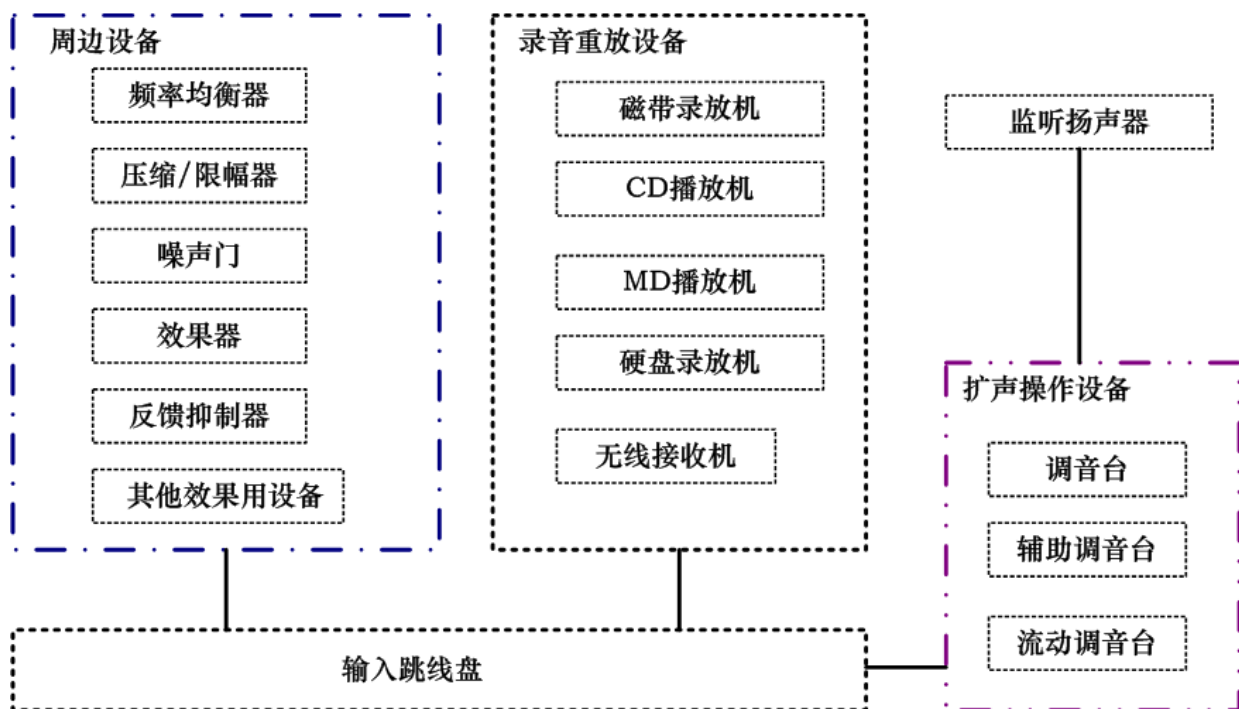 周边设备
频率均衡器
压缩/限幅器
噪声门
效果器
反馈抑制器
其他效果用设备
录音重放设备
磁带录放机
CD播放机
MD播放机
硬盘录放机
无线接收机
监听扬声器
扩声操作设备
调音台
辅助调音台
流动调音台
输入跳线盘